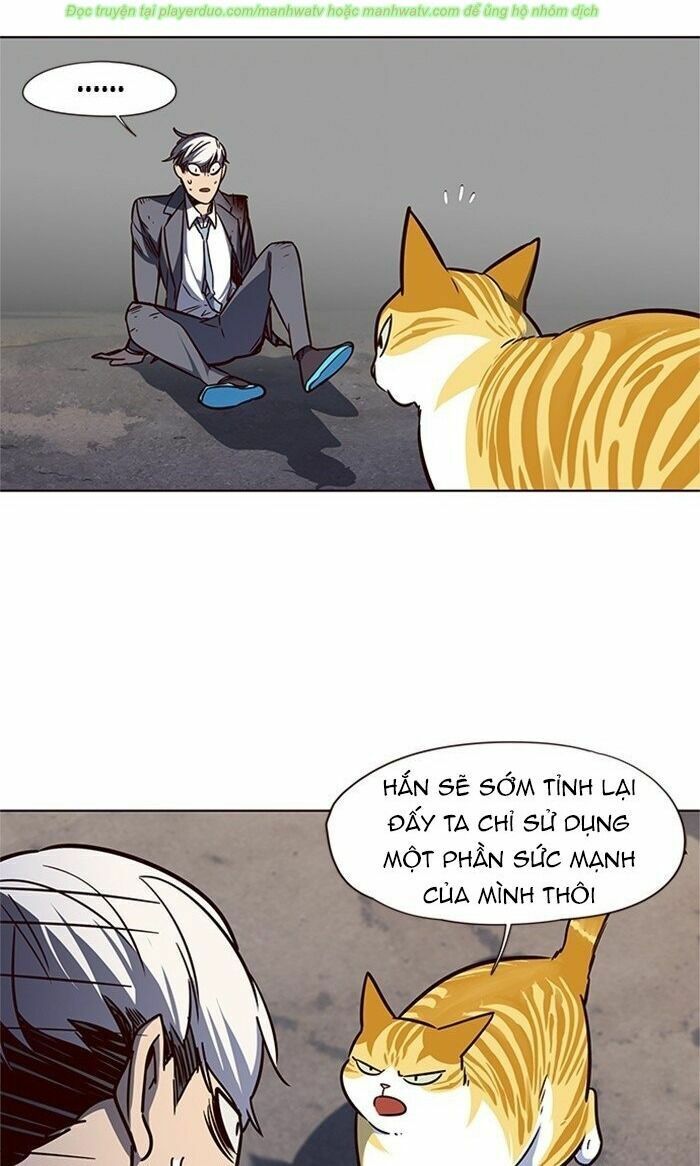 Đọc truyện tại playerduo.com/manhwatv hoặc manhwatv.com để ủng hộ nhóm dịch
......
HẮN SẼ SỚM TỈNH LẠI
ĐẤY TA CHỈ SỬ DỤNG
MỘT PHẦN SỨC MẠNH
CỦA MÌNH THÔI